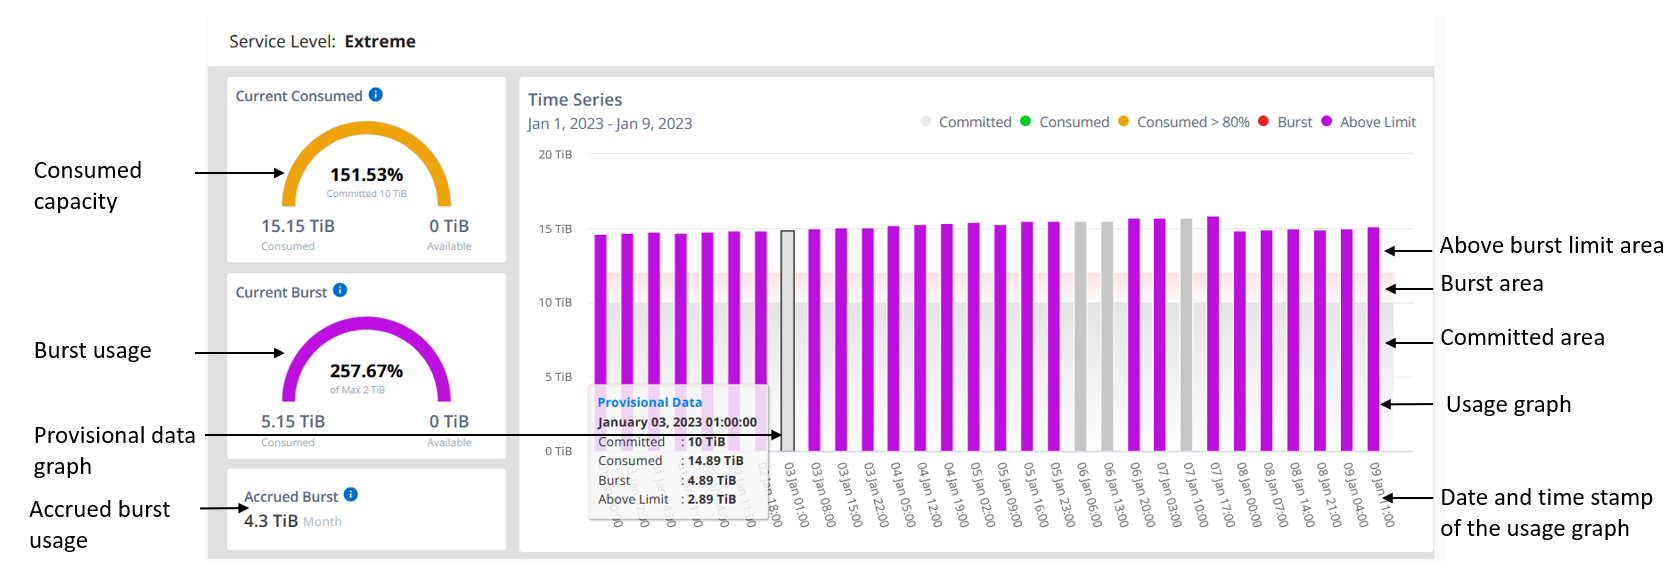 Service Level: Extreme
Current Consumed
151.53%
Committed 10 TiB
15.15 TiB
Consumed
0 TiB
Available
Current Burst
257.67%
of Max 2 TiB
5.15 TiB
Consumed
0 TiB
Available
Accrued Burst
4.3 TiB Month
Time Series
Jan 1, 2023 - Jan 9, 2023
Committed
Consumed
Consumed > 80%
Burst
Above Limit
20 TiB
15 TiB
10 TiB
5 TiB
0 TiB
Provisional Data
January 03, 2023 01:00:00
Committed : 10 TiB
Consumed : 14.89 TiB
Burst : 4.89 TiB
Above Limit : 2.89 TiB
03 Jan 01:00
03 Jan 08:00
03 Jan 15:00
03 Jan 22:00
04 Jan 05:00
04 Jan 12:00
04 Jan 19:00
05 Jan 02:00
05 Jan 09:00
05 Jan 16:00
05 Jan 23:00
06 Jan 06:00
06 Jan 13:00
06 Jan 20:00
07 Jan 03:00
07 Jan 10:00
07 Jan 17:00
08 Jan 00:00
08 Jan 07:00
08 Jan 14:00
08 Jan 21:00
09 Jan 04:00
09 Jan 11:00
Consumed
capacity
Burst usage
Provisional data
graph
Accrued burst
usage
Above burst limit area
Burst area
Committed area
Usage graph
Date and time stamp
of the usage graph